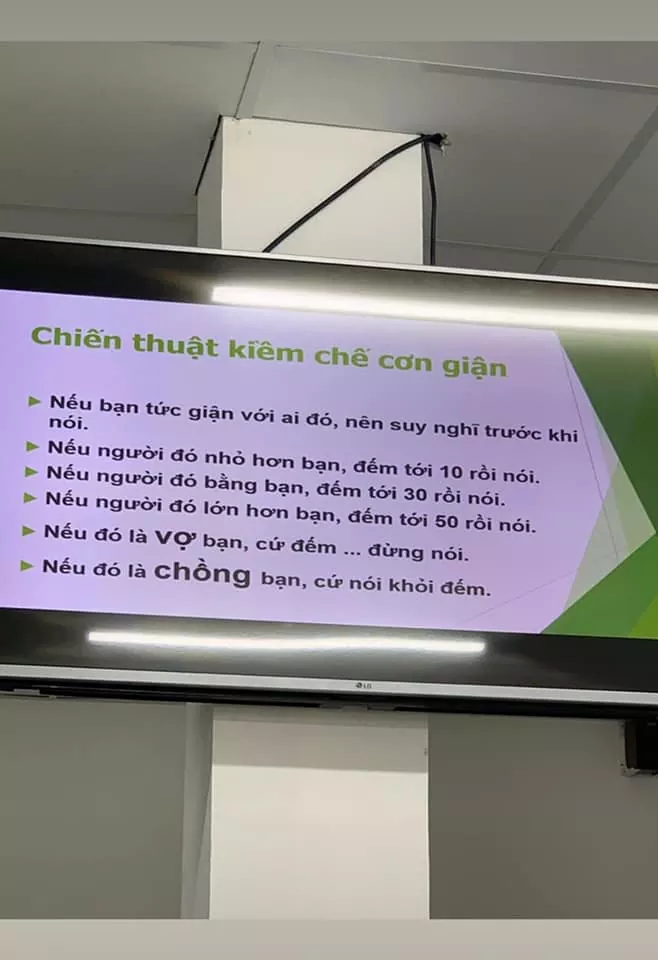 Chiến thuật kiềm chế cơn giận
Nếu bạn tức giận với ai đó, nên suy nghĩ trước khi
nói.
Nếu người đó nhỏ hơn bạn, đếm tới 10 rồi nói.
Nếu người đó bằng bạn, đếm tới 30 rồi nói.
Nếu người đó lớn hơn bạn, đếm tới 50 rồi nói.
Nếu đó là vợ bạn, cứ đếm ... đừng nói.
Nếu đó là chồng bạn, cứ nói khỏi đếm.
LG